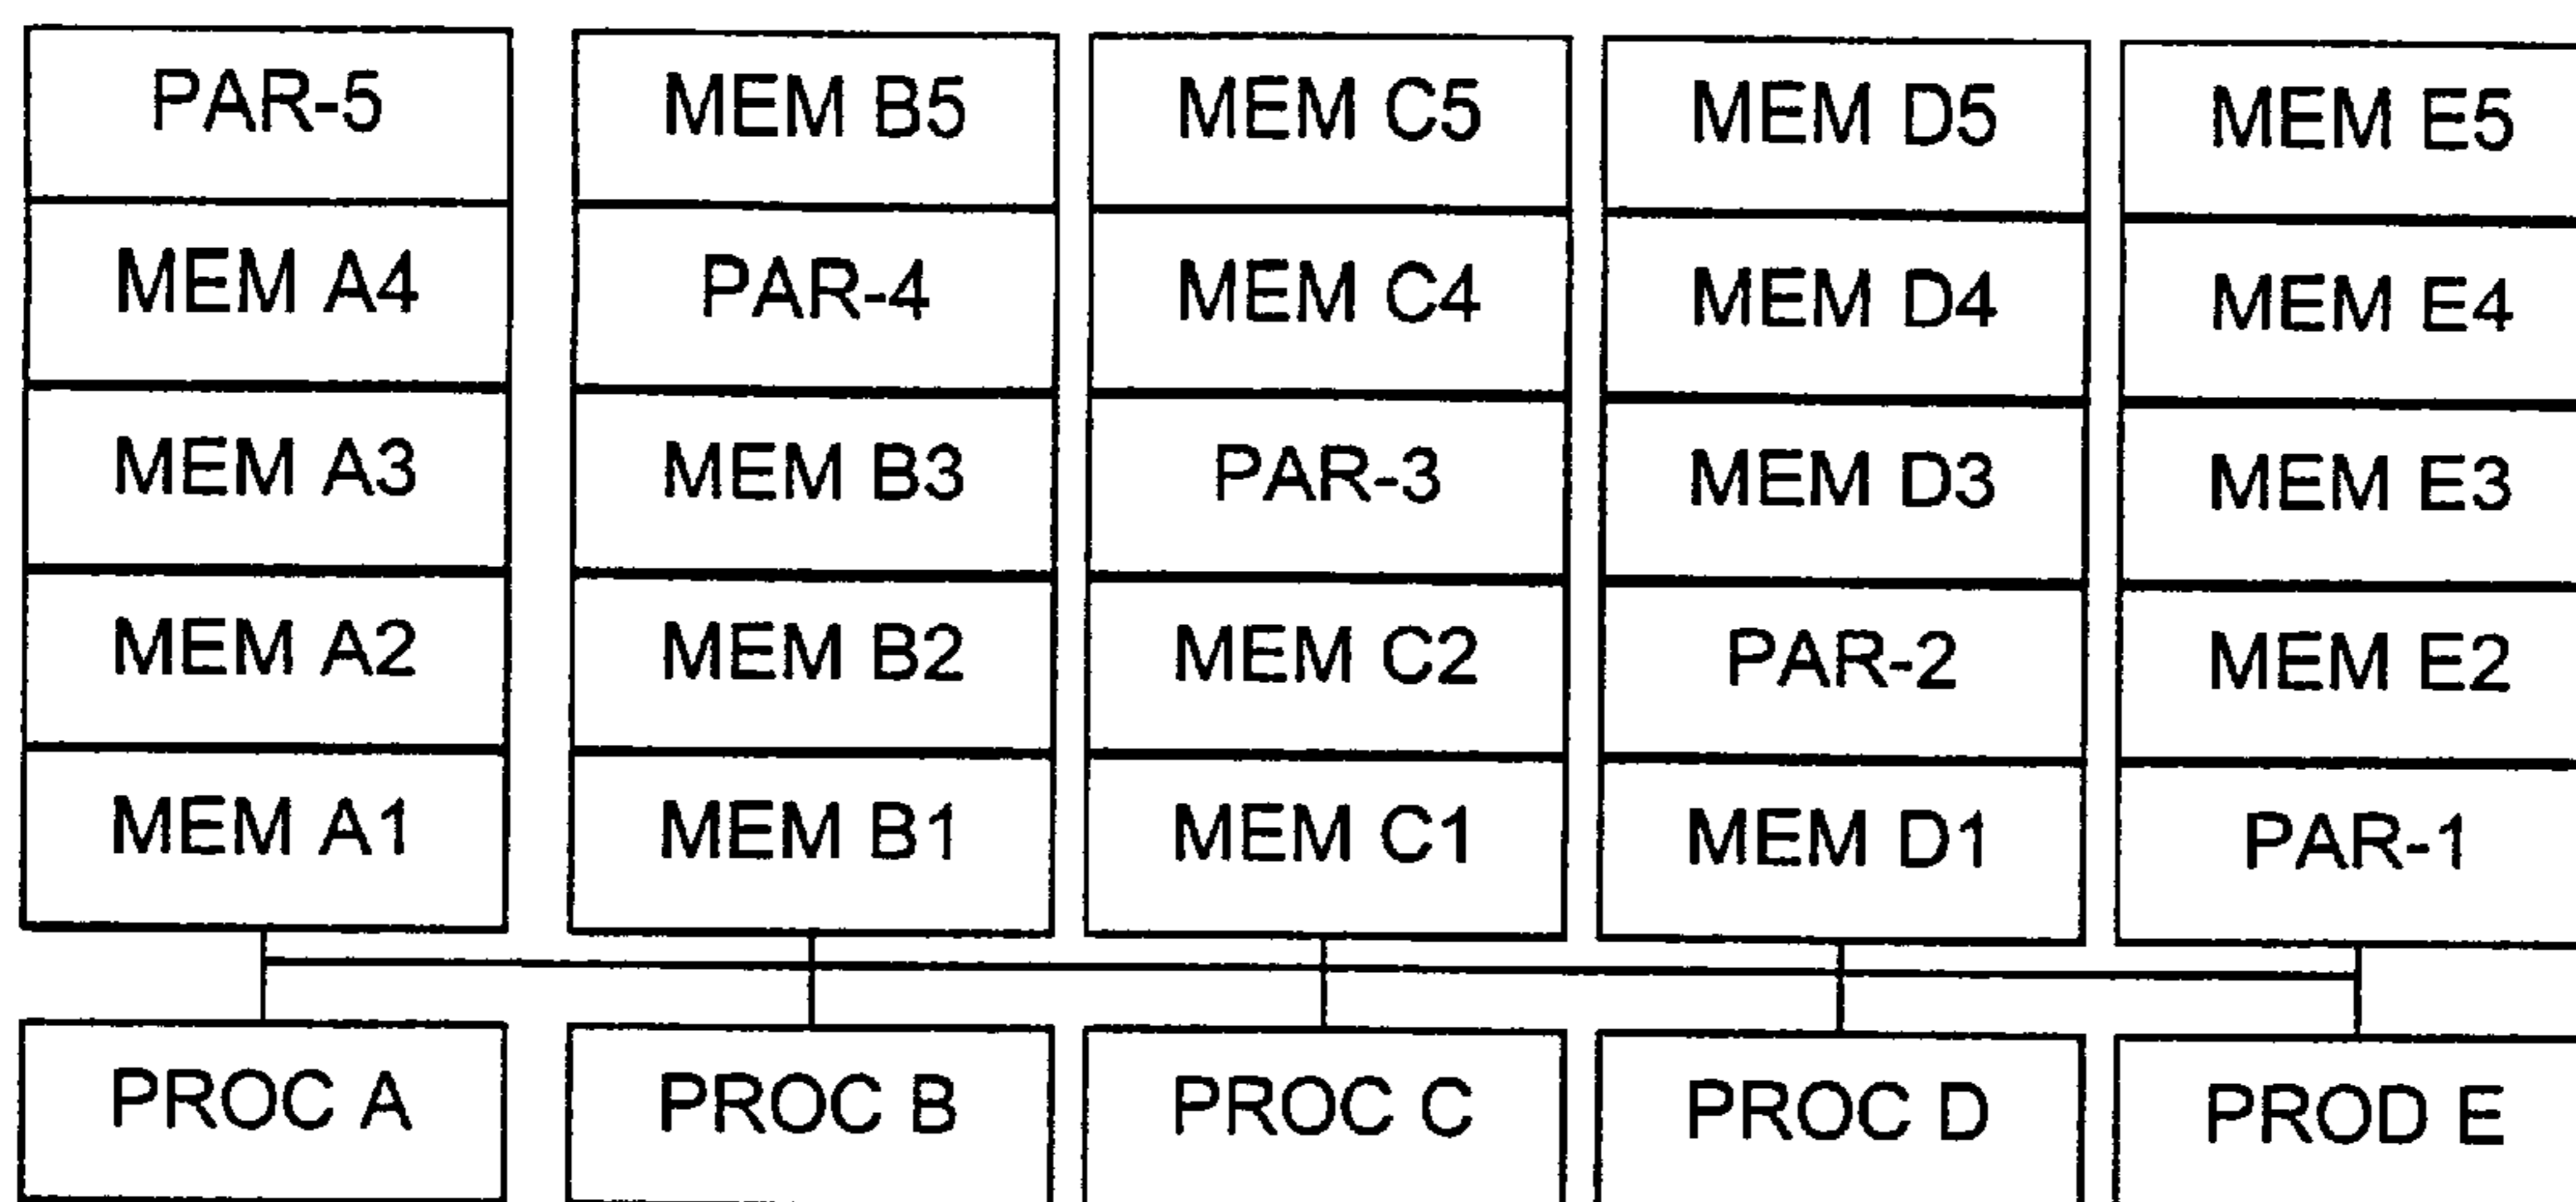 PAR-5 MEM B5 MEM C5 MEM D5 MEM E5
MEM A4 PAR-4 MEM C4 MEM D4 MEM E4
MEM A3 MEM B3 PAR-3 MEM D3 MEM E3
MEM A2 MEM B2 MEM C2 PAR-2 MEM E2
MEM A1 MEM B1 MEM C1 MEM D1 PAR-1
PROC A PROC B PROC C PROC D PROD E